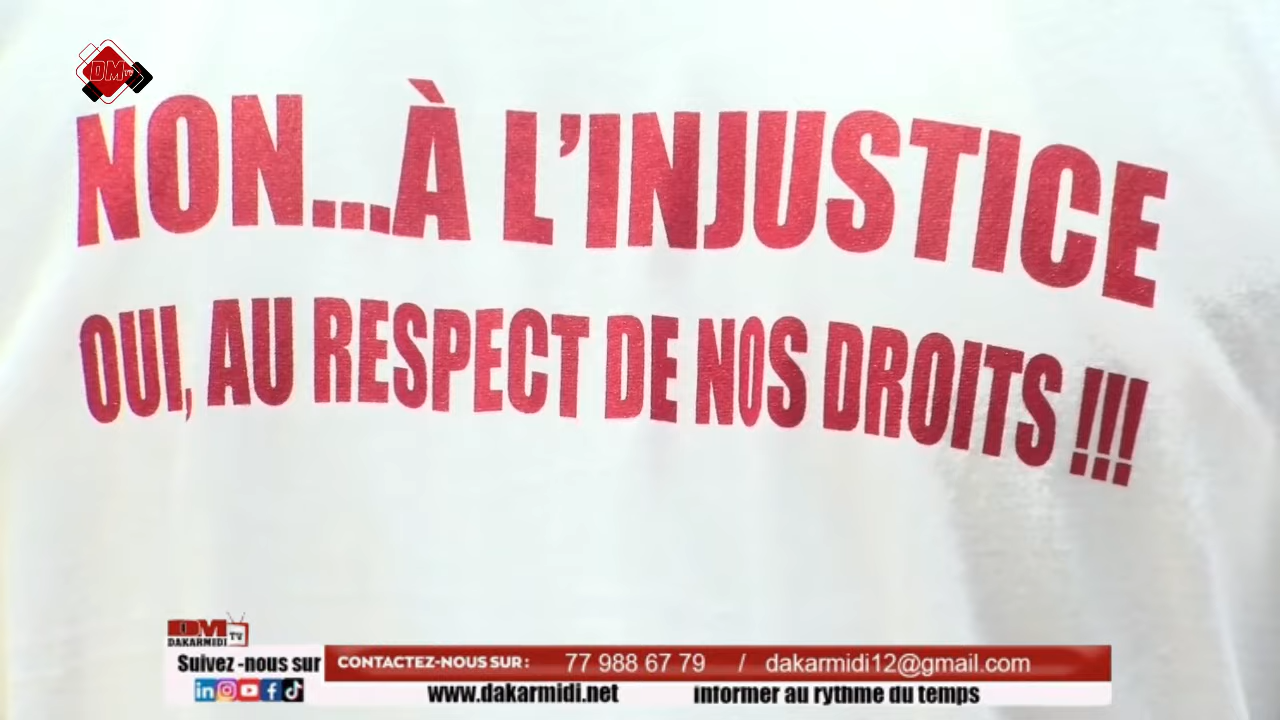 DM TV
NON...À L'INJUSTICE
OUI, AU RESPECT DE NOS DROITS !!!
DM
DAKARMIDI TV
Suivez -nous sur
CONTACTEZ-NOUS SUR : 77 988 67 79 / dakarmidi12@gmail.com
www.dakarmidi.net informer au rythme du temps